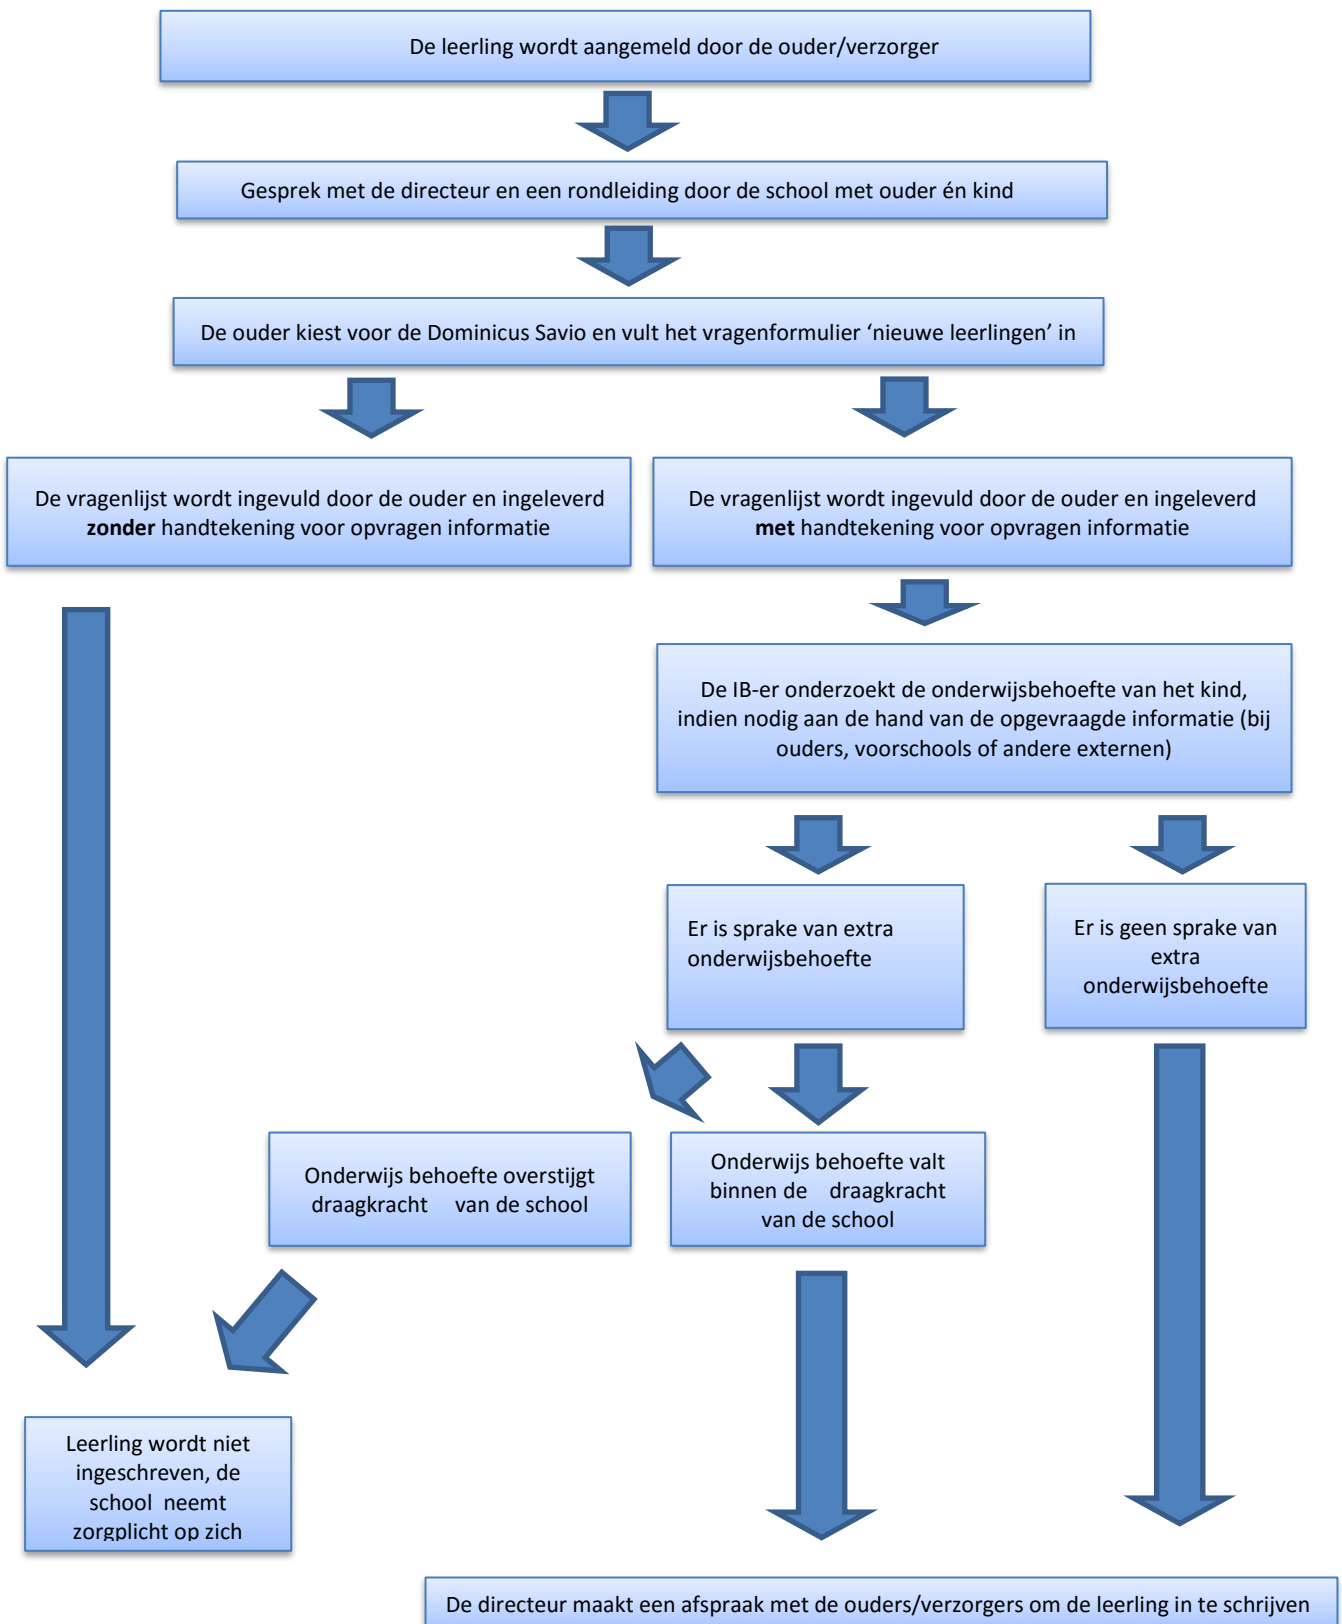 De leerling wordt aangemeld door de ouder/verzorger
Gesprek met de directeur en een rondleiding door de school met ouder én kind
De ouder kiest voor de Dominicus Savio en vult het vragenformulier ‘nieuwe leerlingen’ in
De vragenlijst wordt ingevuld door de ouder en ingeleverd
zonder handtekening voor opvragen informatie
De vragenlijst wordt ingevuld door de ouder en ingeleverd
met handtekening voor opvragen informatie
De IB-er onderzoekt de onderwijsbehoefte van het kind,
indien nodig aan de hand van de opgevraagde informatie (bij
ouders, voorschools of andere externen)
Er is sprake van extra
onderwijsbehoefte
Er is geen sprake van
extra
onderwijsbehoefte
Onderwijs behoefte overstijgt
draagkracht van de school
Onderwijs behoefte valt
binnen de draagkracht
van de school
Leerling wordt niet
ingeschreven, de
school neemt
zorgplicht op zich
De directeur maakt een afspraak met de ouders/verzorgers om de leerling in te schrijven